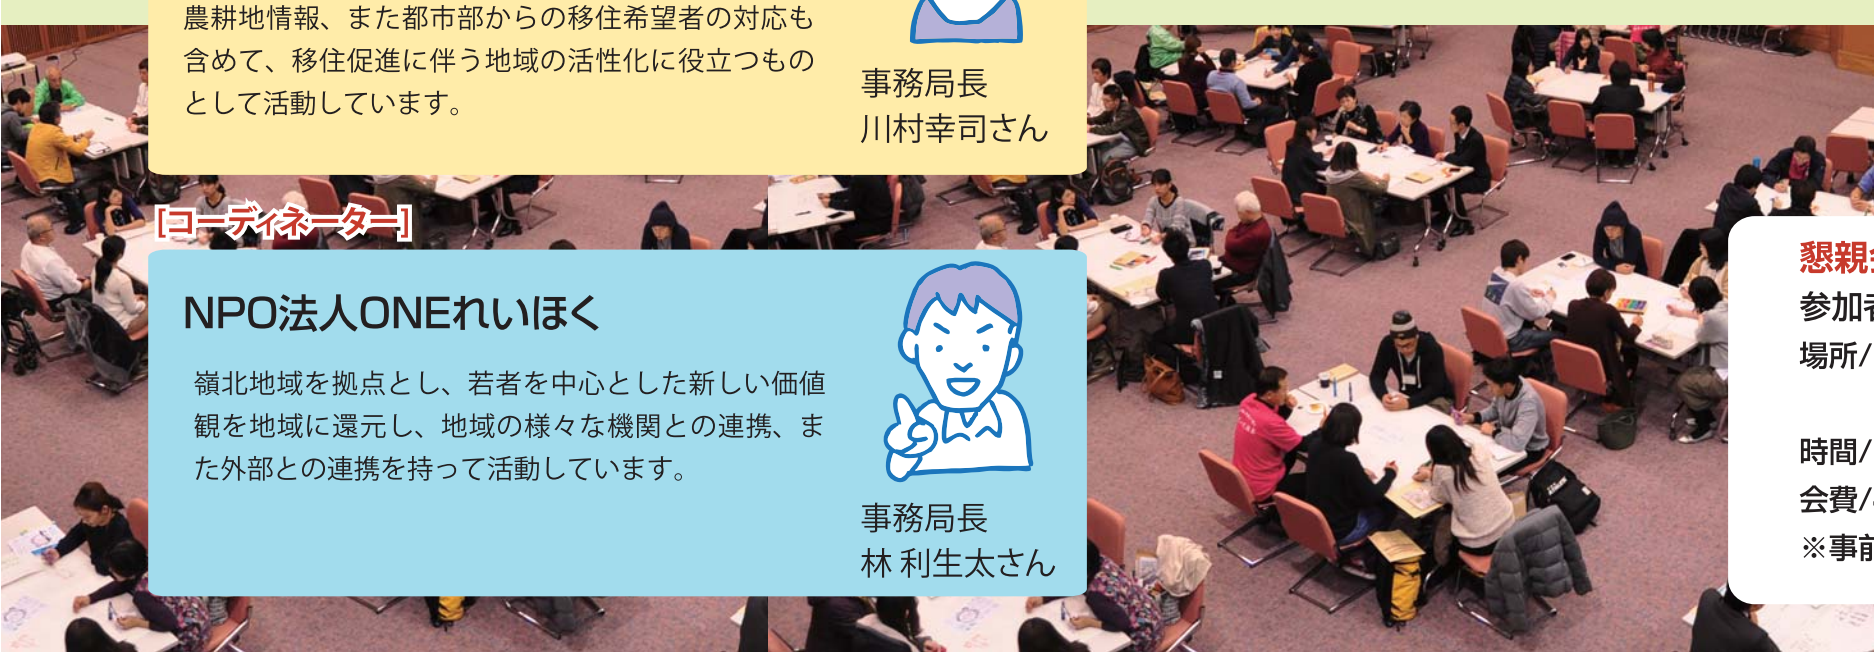 農耕地情報、また都市部からの移住希望者の対応も
含めて、移住促進に伴う地域の活性化に役立つもの
として活動しています。
事務局長
川村幸司さん
[コーディネーター]
NPO法人ONEれいほく
嶺北地域を拠点とし、若者を中心とした新しい価値
観を地域に還元し、地域の様々な機関との連携、ま
た外部との連携を持って活動しています。
事務局長
林 利生太さん
懇親
参加
場所/
時間/
会費/
※事前